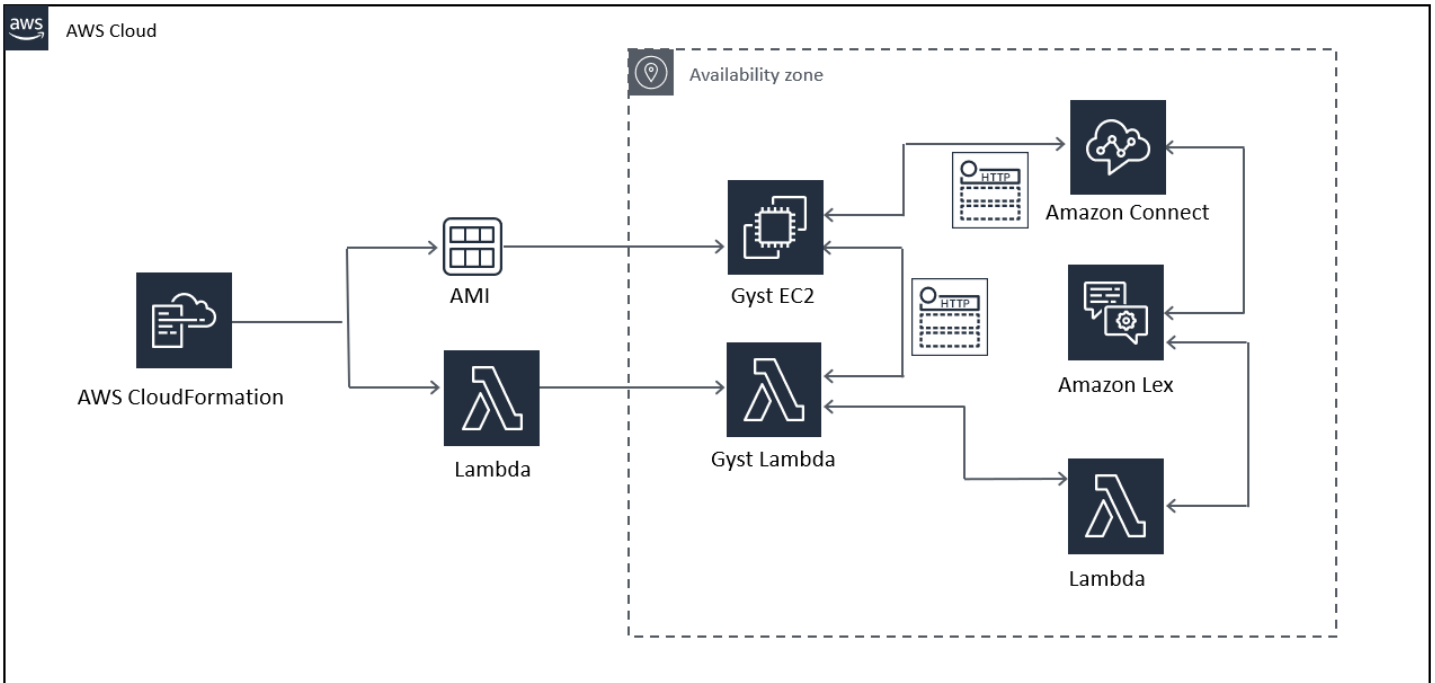 aws
AWS Cloud
Availability zone
HTTP
Amazon Connect
AMI
Gyst EC2
HTTP
AWS CloudFormation
Amazon Lex
Lambda
Gyst Lambda
Lambda